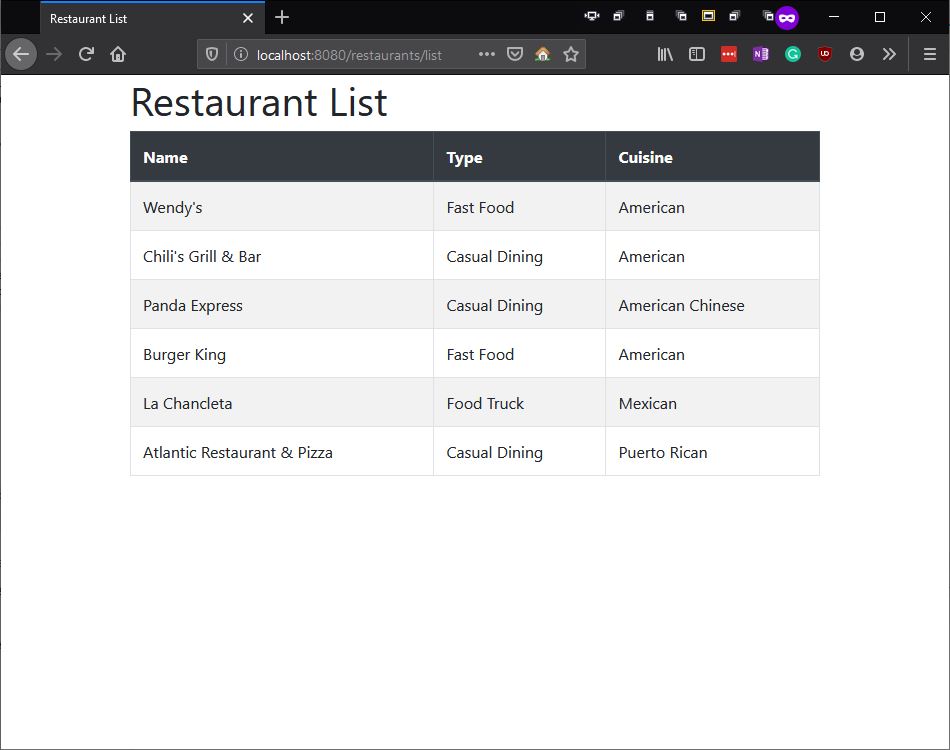 Restaurant List
localhost:8080/restaurants/list
Restaurant List
Name Type Cuisine
Wendy's Fast Food American
Chili's Grill & Bar Casual Dining American
Panda Express Casual Dining American Chinese
Burger King Fast Food American
La Chancleta Food Truck Mexican
Atlantic Restaurant & Pizza Casual Dining Puerto Rican